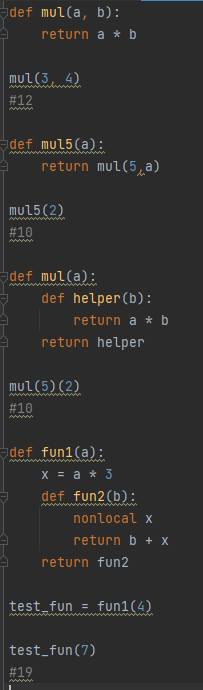 def mul(a, b):
    return a * b
mul(3, 4)
#12
def mul5(a):
    return mul(5,a)
mul5(2)
#10
def mul(a):
    def helper(b):
        return a * b
    return helper
mul(5)(2)
#10
def fun1(a):
    x = a * 3
    def fun2(b):
        nonlocal x
        return b + x
    return fun2
test_fun = fun1(4)
test_fun(7)
#19